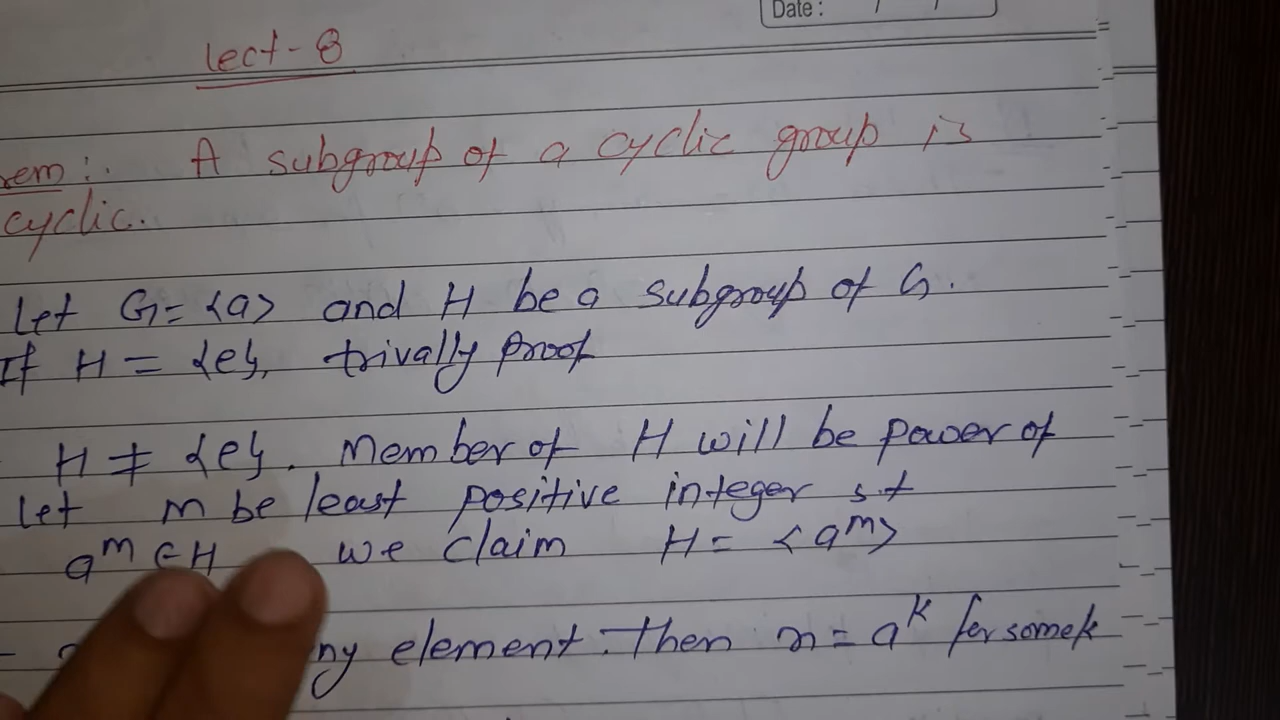 Date :
Lect - 8
rem :. A subgroup of a cyclic group is
cyclic.
Let G = <a> and H be a subgroup of G.
If H = {e}, trivally proof
H ≠ {e}. Member of H will be power of
Let m be least positive integer s.t
a^m ∈ H we claim H = <a^m>
ny element. Then x = a^k for some k